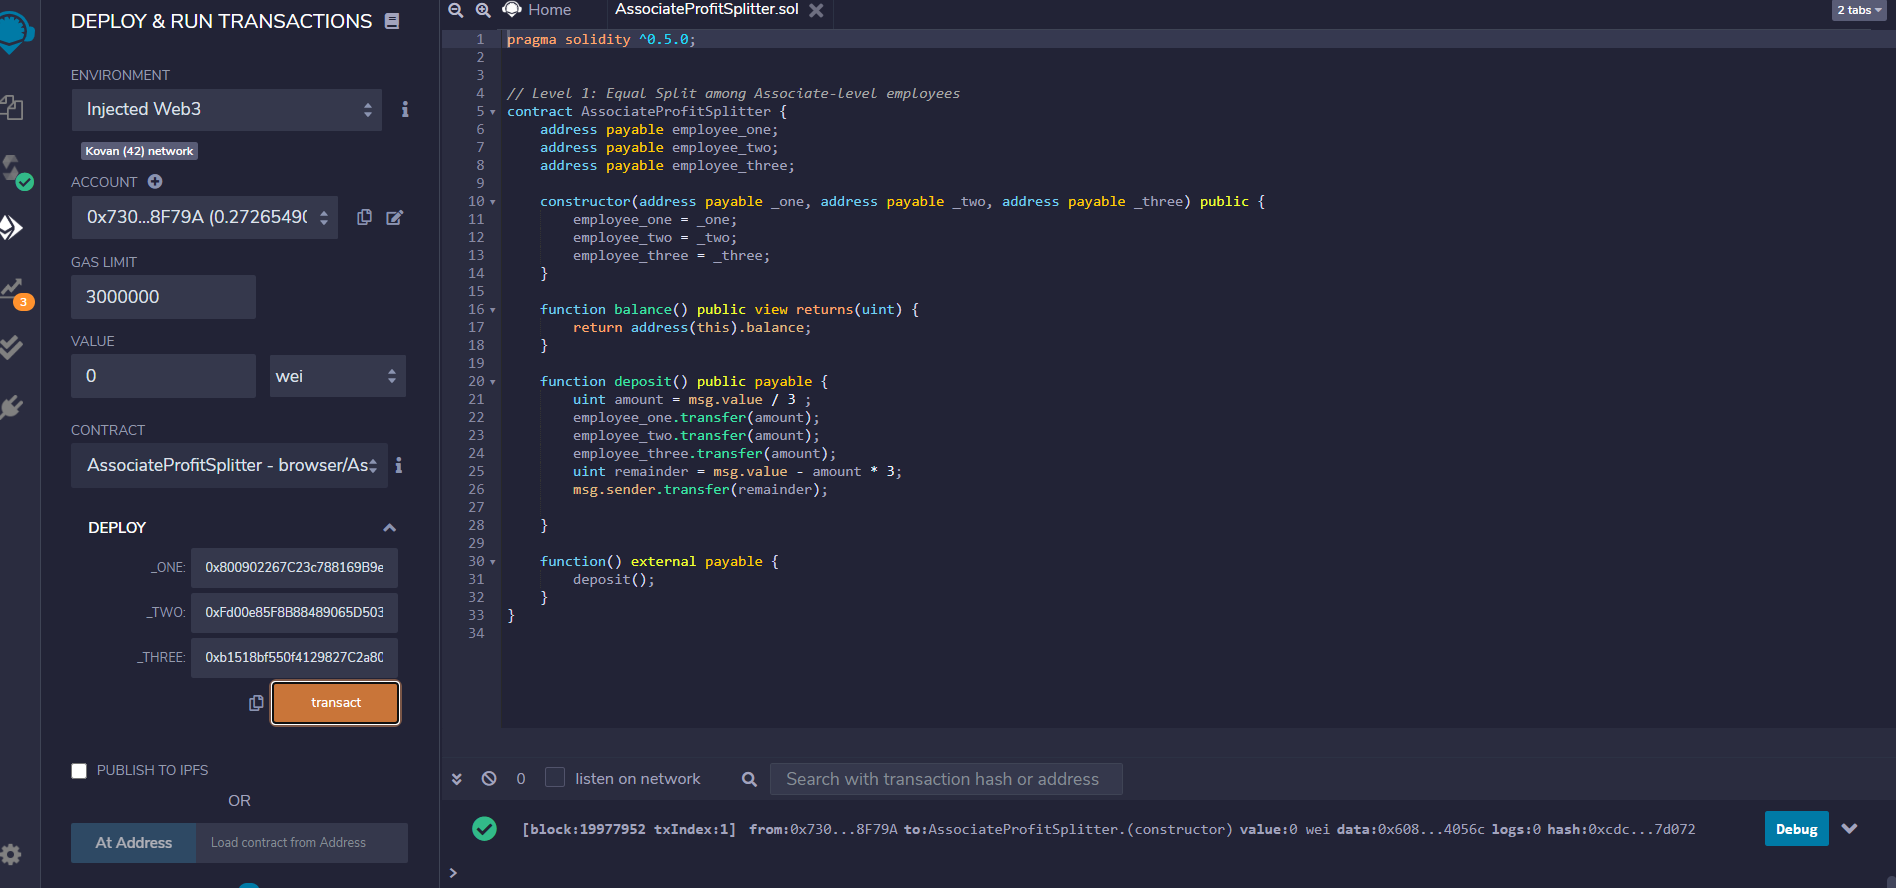 DEPLOY & RUN TRANSACTIONS
ENVIRONMENT
Injected Web3
Kovan (42) network
ACCOUNT
0x730...8F79A (0.27265490
GAS LIMIT
3000000
VALUE
0
wei
CONTRACT
AssociateProfitSplitter - browser/As
DEPLOY
_ONE:
0x800902267C23c788169B9e
_TWO:
0xFd00e85F8B88489065D503
_THREE:
0xb1518bf550f4129827C2a80
transact
PUBLISH TO IPFS
OR
At Address
Load contract from Address
3
Home
AssociateProfitSplitter.sol
2 tabs
1 pragma solidity ^0.5.0;
2
3
4 // Level 1: Equal Split among Associate-level employees
5 contract AssociateProfitSplitter {
6     address payable employee_one;
7     address payable employee_two;
8     address payable employee_three;
9
10     constructor(address payable _one, address payable _two, address payable _three) public {
11         employee_one = _one;
12         employee_two = _two;
13         employee_three = _three;
14     }
15
16     function balance() public view returns(uint) {
17         return address(this).balance;
18     }
19
20     function deposit() public payable {
21         uint amount = msg.value / 3 ;
22         employee_one.transfer(amount);
23         employee_two.transfer(amount);
24         employee_three.transfer(amount);
25         uint remainder = msg.value - amount * 3;
26         msg.sender.transfer(remainder);
27
28     }
29
30     function() external payable {
31         deposit();
32     }
33 }
34
0
listen on network
Search with transaction hash or address
[block:19977952 txIndex:1] from:0x730...8F79A to:AssociateProfitSplitter.(constructor) value:0 wei data:0x608...4056c logs:0 hash:0xcdc...7d072
Debug
>